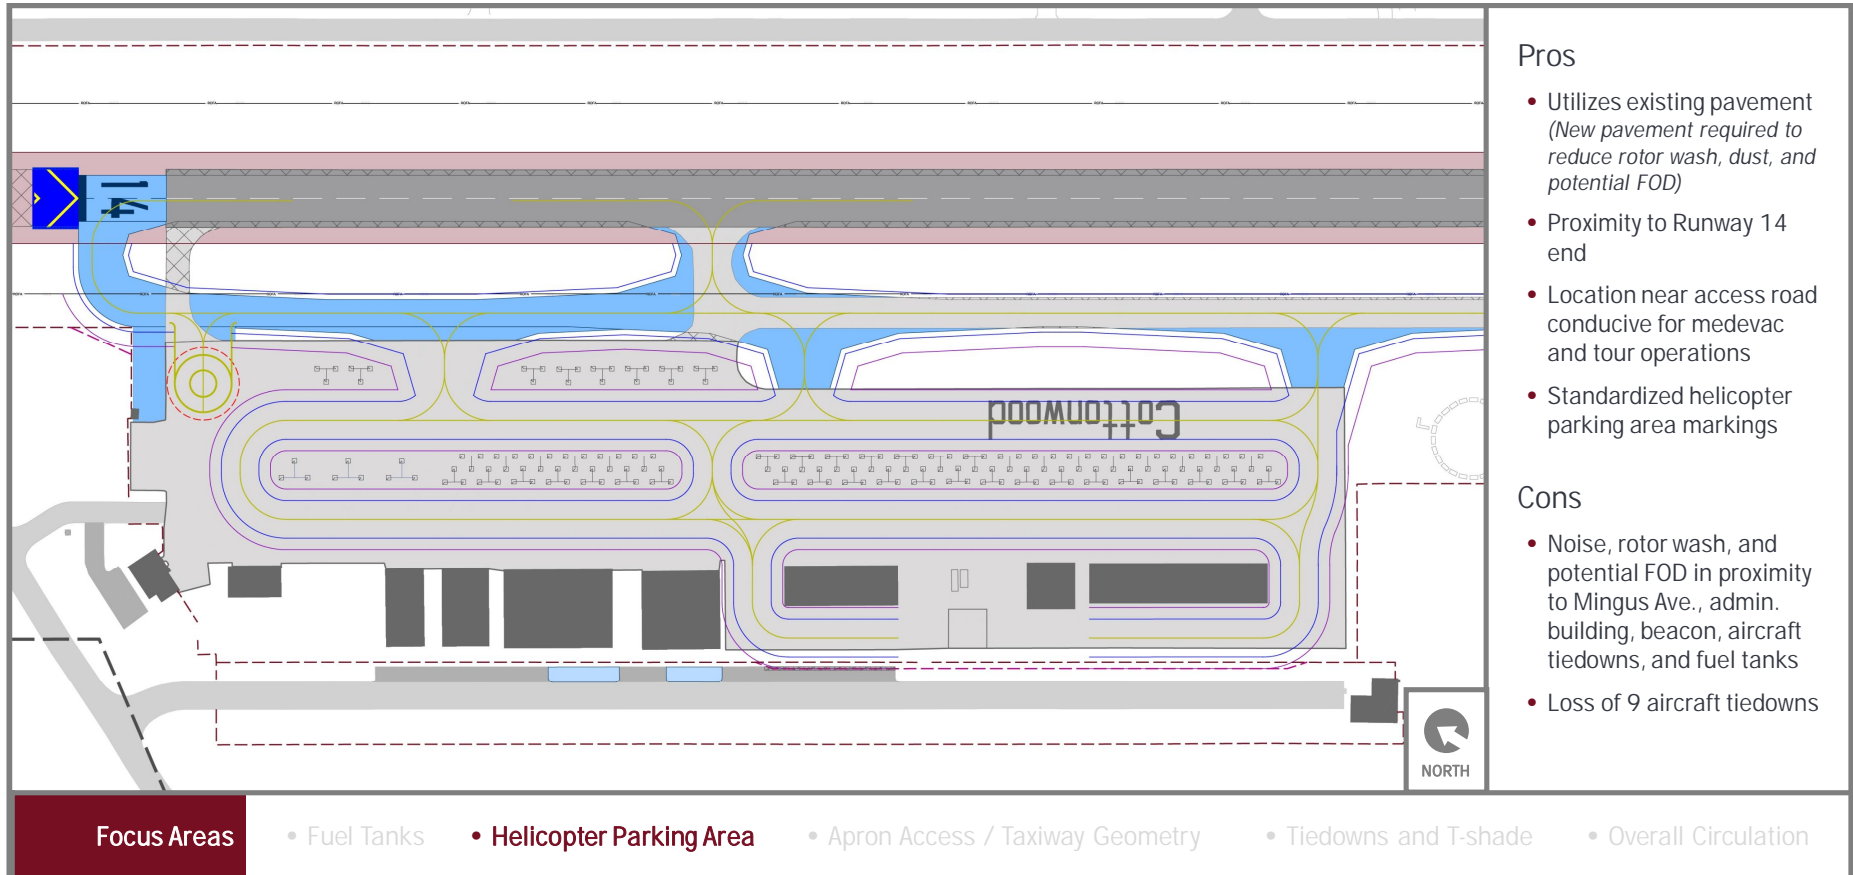 14
Cottonwood
NORTH
Pros
• Utilizes existing pavement
(New pavement required to
reduce rotor wash, dust, and
potential FOD)
• Proximity to Runway 14
end
• Location near access road
conducive for medevac
and tour operations
• Standardized helicopter
parking area markings
Cons
• Noise, rotor wash, and
potential FOD in proximity
to Mingus Ave., admin.
building, beacon, aircraft
tiedowns, and fuel tanks
• Loss of 9 aircraft tiedowns
Focus Areas
• Fuel Tanks
• Helicopter Parking Area
• Apron Access / Taxiway Geometry
• Tiedowns and T-shade
• Overall Circulation